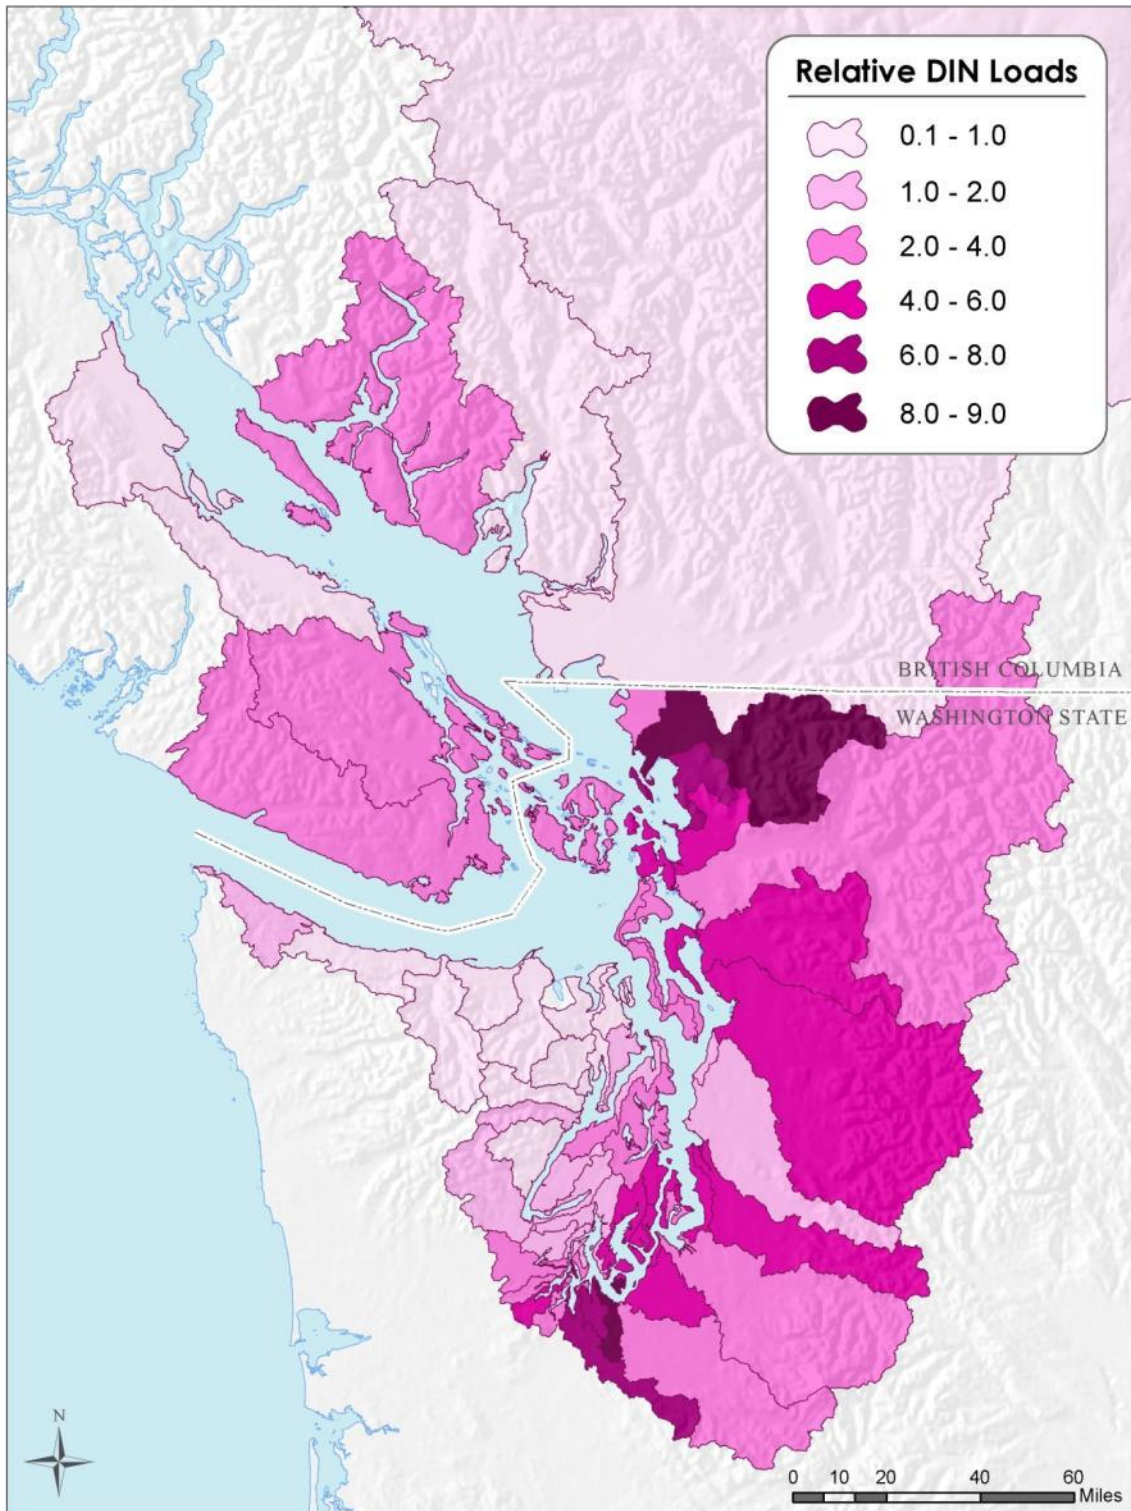 Relative DIN Loads
0.1 - 1.0
1.0 - 2.0
2.0 - 4.0
4.0 - 6.0
6.0 - 8.0
8.0 - 9.0
BRITISH COLUMBIA
WASHINGTON STATE
N
0 10 20 40 60
Miles